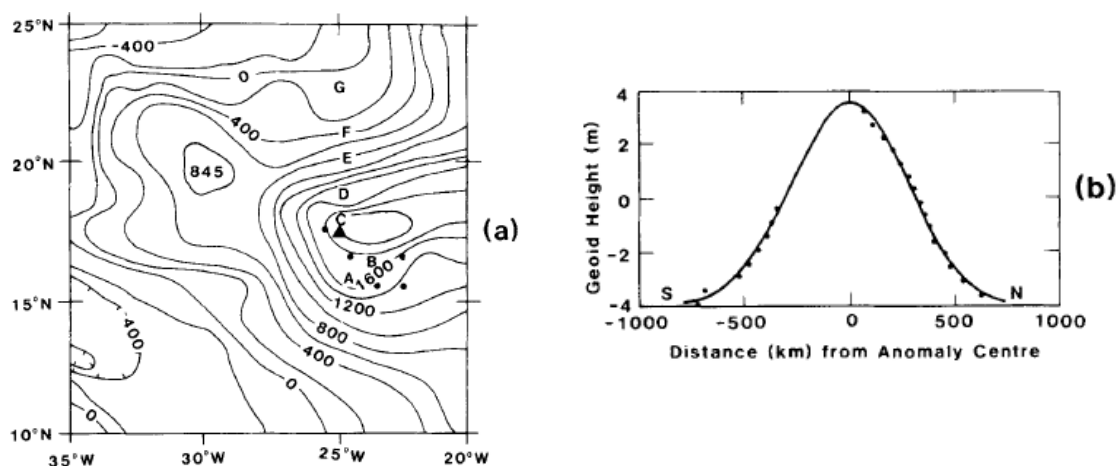 25°N
-400
0
G
400
F
20°N
E
845
D
C
(a)
B
A
1600
15°N
1200
-400
800
400
0
0
10°N
35°W
30°W
25°W
20°W
4
2
0
-2
-4
Geoid Height (m)
S
N
(b)
-1000
-500
0
500
1000
Distance (km) from Anomaly Centre